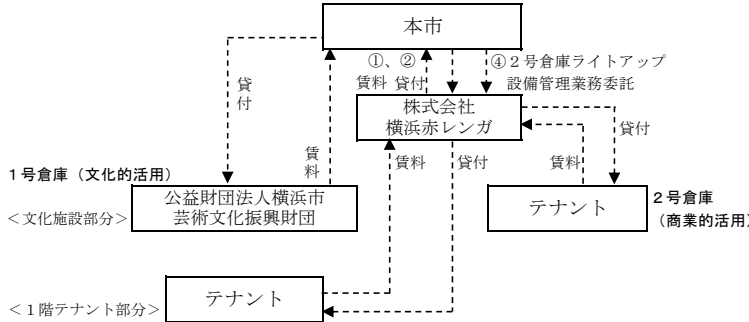 本市
①、②
④２号倉庫ライトアップ
設備管理業務委託
貸付
賃料
貸付
株式会社
横浜赤レンガ
貸付
賃料
賃料
貸付
賃料
１号倉庫（文化的活用）
公益財団法人横浜市
芸術文化振興財団
＜文化施設部分＞
テナント
２号倉庫
（商業的活用）
テナント
＜１階テナント部分＞